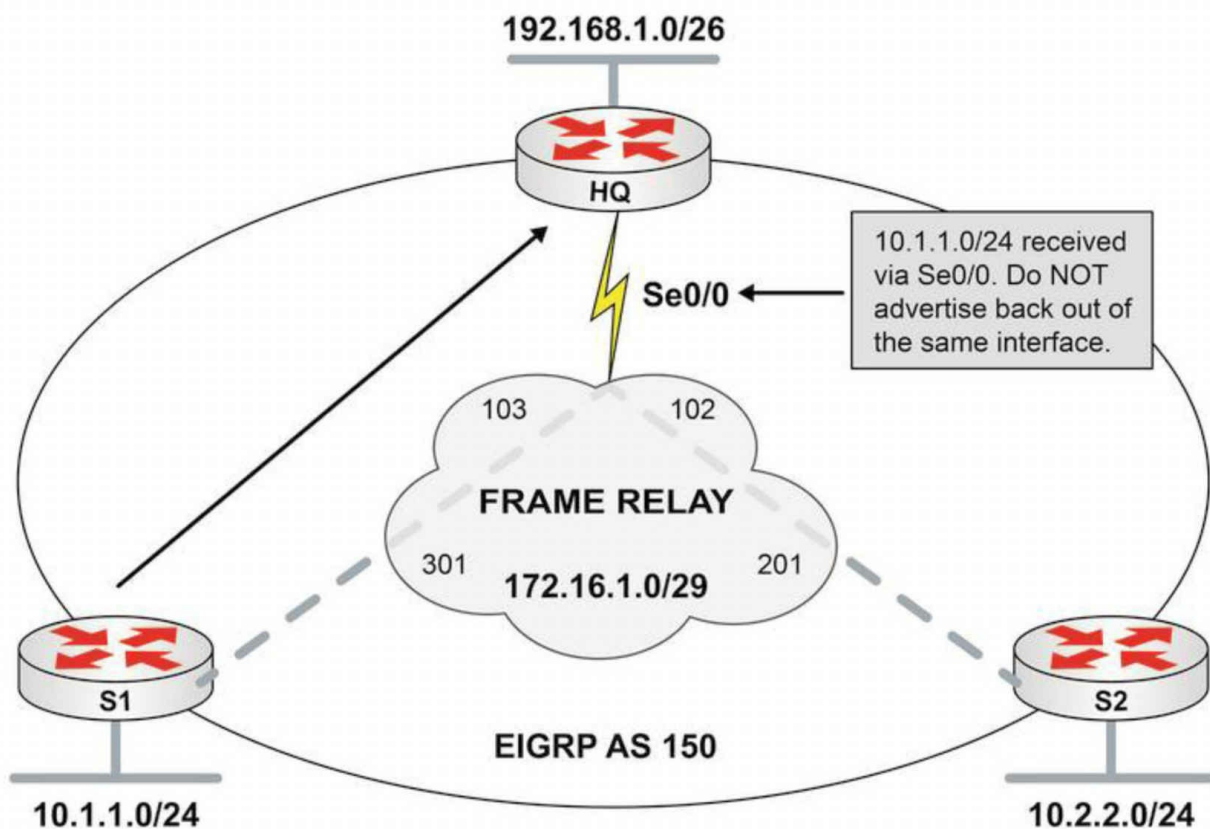 192.168.1.0/26
HQ
Se0/0
10.1.1.0/24 received
via Se0/0. Do NOT
advertise back out of
the same interface.
103
102
FRAME RELAY
301
201
172.16.1.0/29
S1
S2
EIGRP AS 150
10.1.1.0/24
10.2.2.0/24